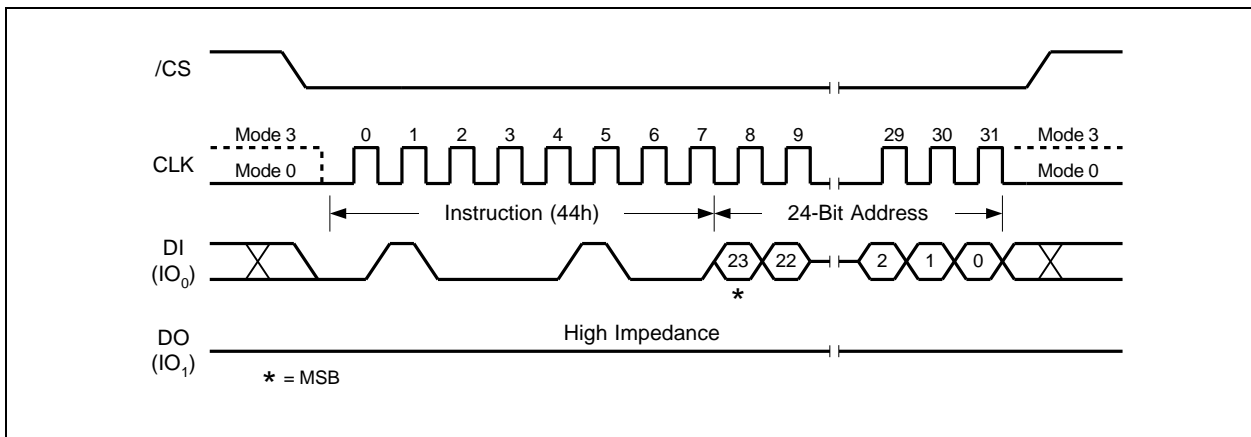 /CS
Mode 3 0 1 2 3 4 5 6 7 8 9 29 30 31 Mode 3
CLK Mode 0 Mode 0
Instruction (44h) 24-Bit Address
DI
(IO0) 23 22 2 1 0
*
High Impedance
DO
(IO1)
* = MSB